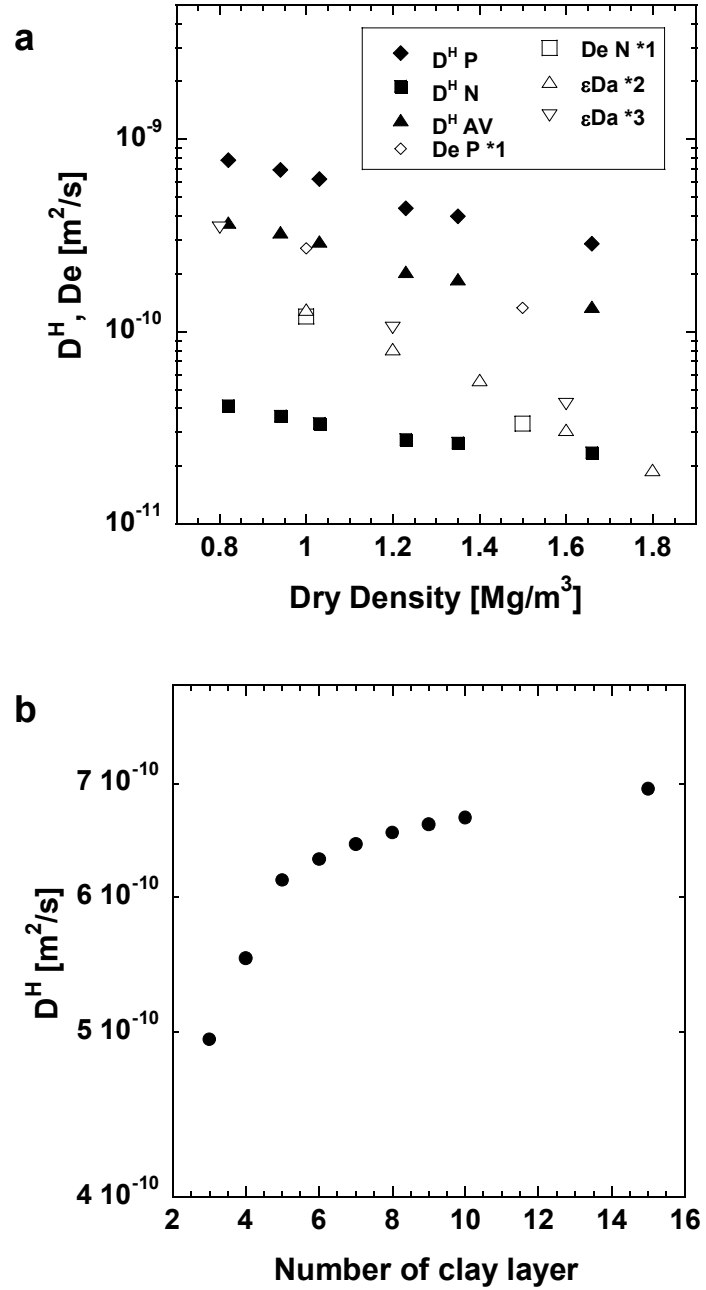 a
D^H P
D^H N
D^H AV
De P *1
De N *1
εDa *2
εDa *3
10^-9
10^-10
10^-11
D^H, De [m^2/s]
0.8 1 1.2 1.4 1.6 1.8
Dry Density [Mg/m^3]
b
7 10^-10
6 10^-10
5 10^-10
4 10^-10
D^H [m^2/s]
2 4 6 8 10 12 14 16
Number of clay layer